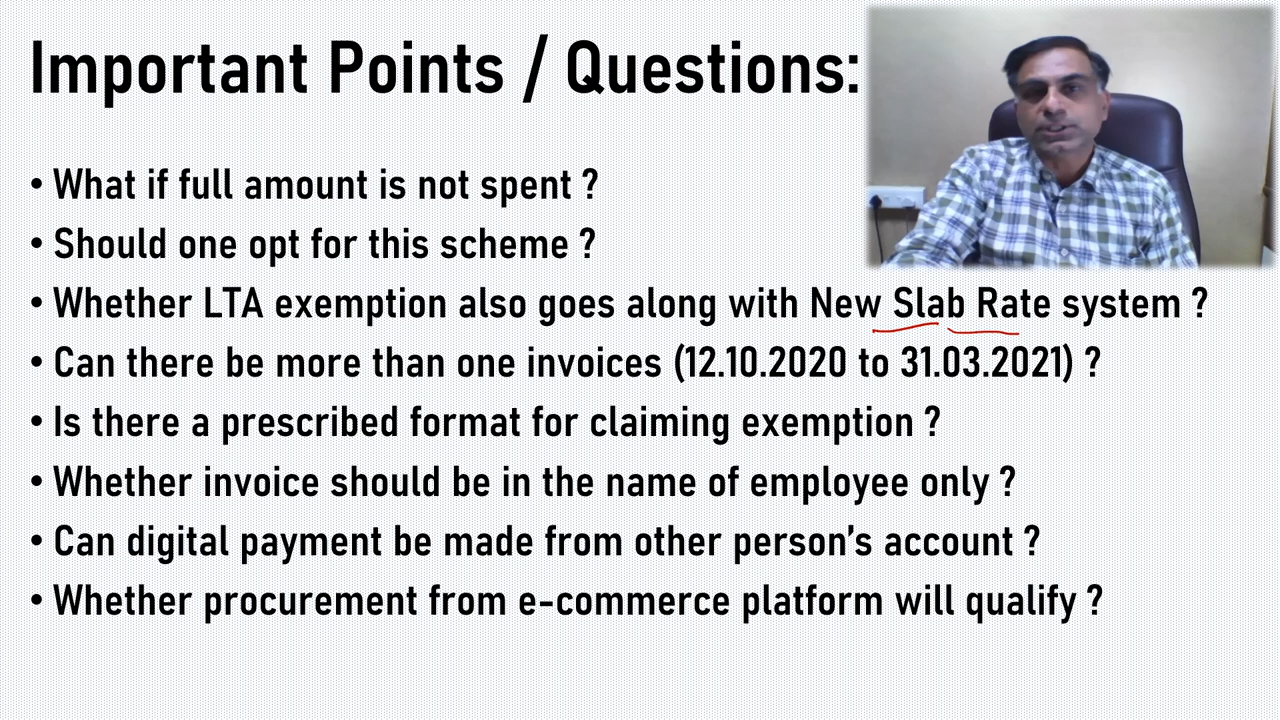 Important Points / Questions:
• What if full amount is not spent ?
• Should one opt for this scheme ?
• Whether LTA exemption also goes along with New Slab Rate system ?
• Can there be more than one invoices (12.10.2020 to 31.03.2021) ?
• Is there a prescribed format for claiming exemption ?
• Whether invoice should be in the name of employee only ?
• Can digital payment be made from other person’s account ?
• Whether procurement from e-commerce platform will qualify ?